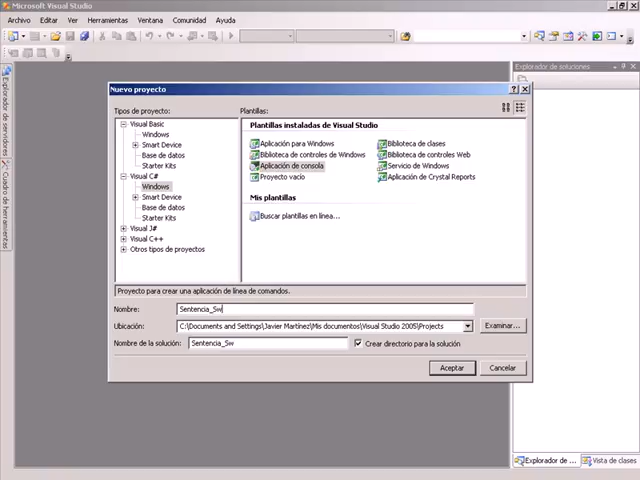 Microsoft Visual Studio
Archivo Editar Ver Herramientas Ventana Comunidad Ayuda
Explorador de soluciones
Explorador de servidores
Cuadro de herramientas
Nuevo proyecto
Tipos de proyecto:
Plantillas:
Visual Basic
Windows
Smart Device
Base de datos
Starter Kits
Visual C#
Windows
Smart Device
Base de datos
Starter Kits
Visual J#
Visual C++
Otros tipos de proyecto
Plantillas instaladas de Visual Studio
Aplicación para Windows
Biblioteca de clases
Biblioteca de controles de Windows
Biblioteca de controles Web
Aplicación de consola
Servicio de Windows
Proyecto vacío
Aplicación de Crystal Reports
Mis plantillas
Buscar plantillas en línea...
Proyecto para crear una aplicación de línea de comandos.
Nombre: Sentencia_Sw
Ubicación: C:\Documents and Settings\Javier Martínez\Mis documentos\Visual Studio 2005\Projects Examinar...
Nombre de la solución: Sentencia_Sw Crear directorio para la solución
Aceptar Cancelar
Explorador de ... Vista de clases